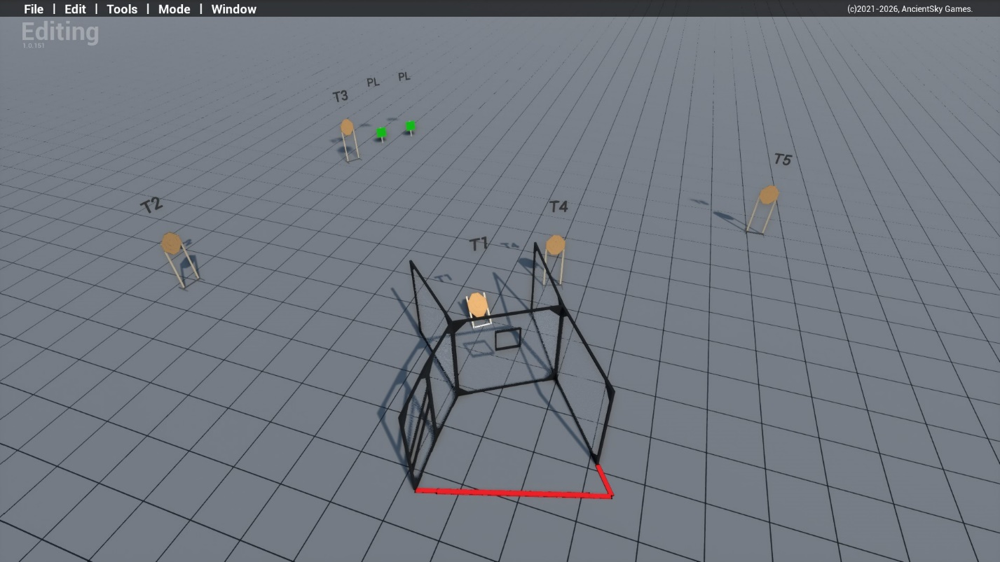 File | Edit | Tools | Mode | Window
(c)2021-2026, AncientSky Games.
Editing
1.0.151
PL
PL
T3
T5
T2
T4
T1